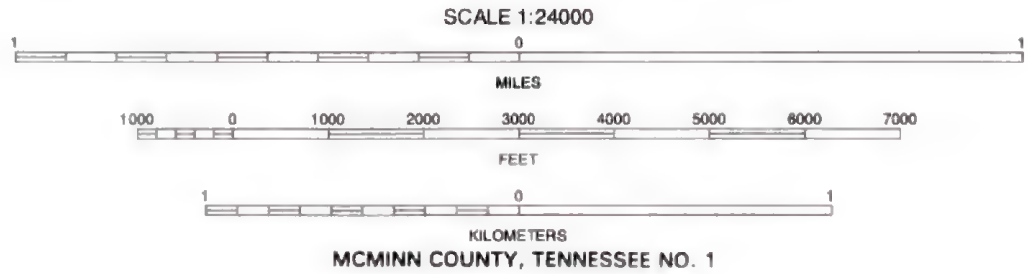 SCALE 1:24000
1 0 1
MILES
1000 0 1000 2000 3000 4000 5000 6000 7000
FEET
1 0 1
KILOMETERS
MCMINN COUNTY, TENNESSEE NO. 1